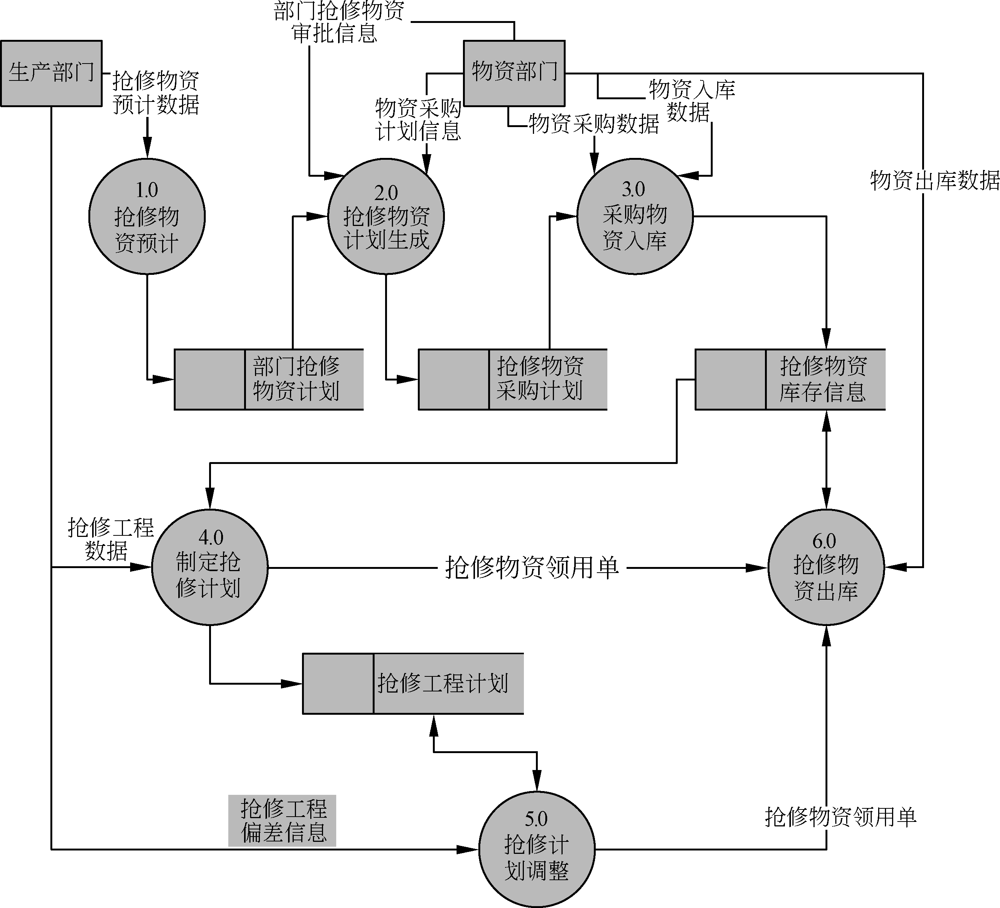 部门抢修物资
审批信息
生产部门
物资部门
抢修物资
预计数据
物资采购
计划信息
物资采购数据
物资入库
数据
物资出库数据
1.0
抢修物
资预计
2.0
抢修物资
计划生成
3.0
采购物
资入库
部门抢修
物资计划
抢修物资
采购计划
抢修物资
库存信息
抢修工程
数据
4.0
制定抢
修计划
抢修物资领用单
6.0
抢修物
资出库
抢修工程计划
抢修工程
偏差信息
5.0
抢修计
划调整
抢修物资领用单